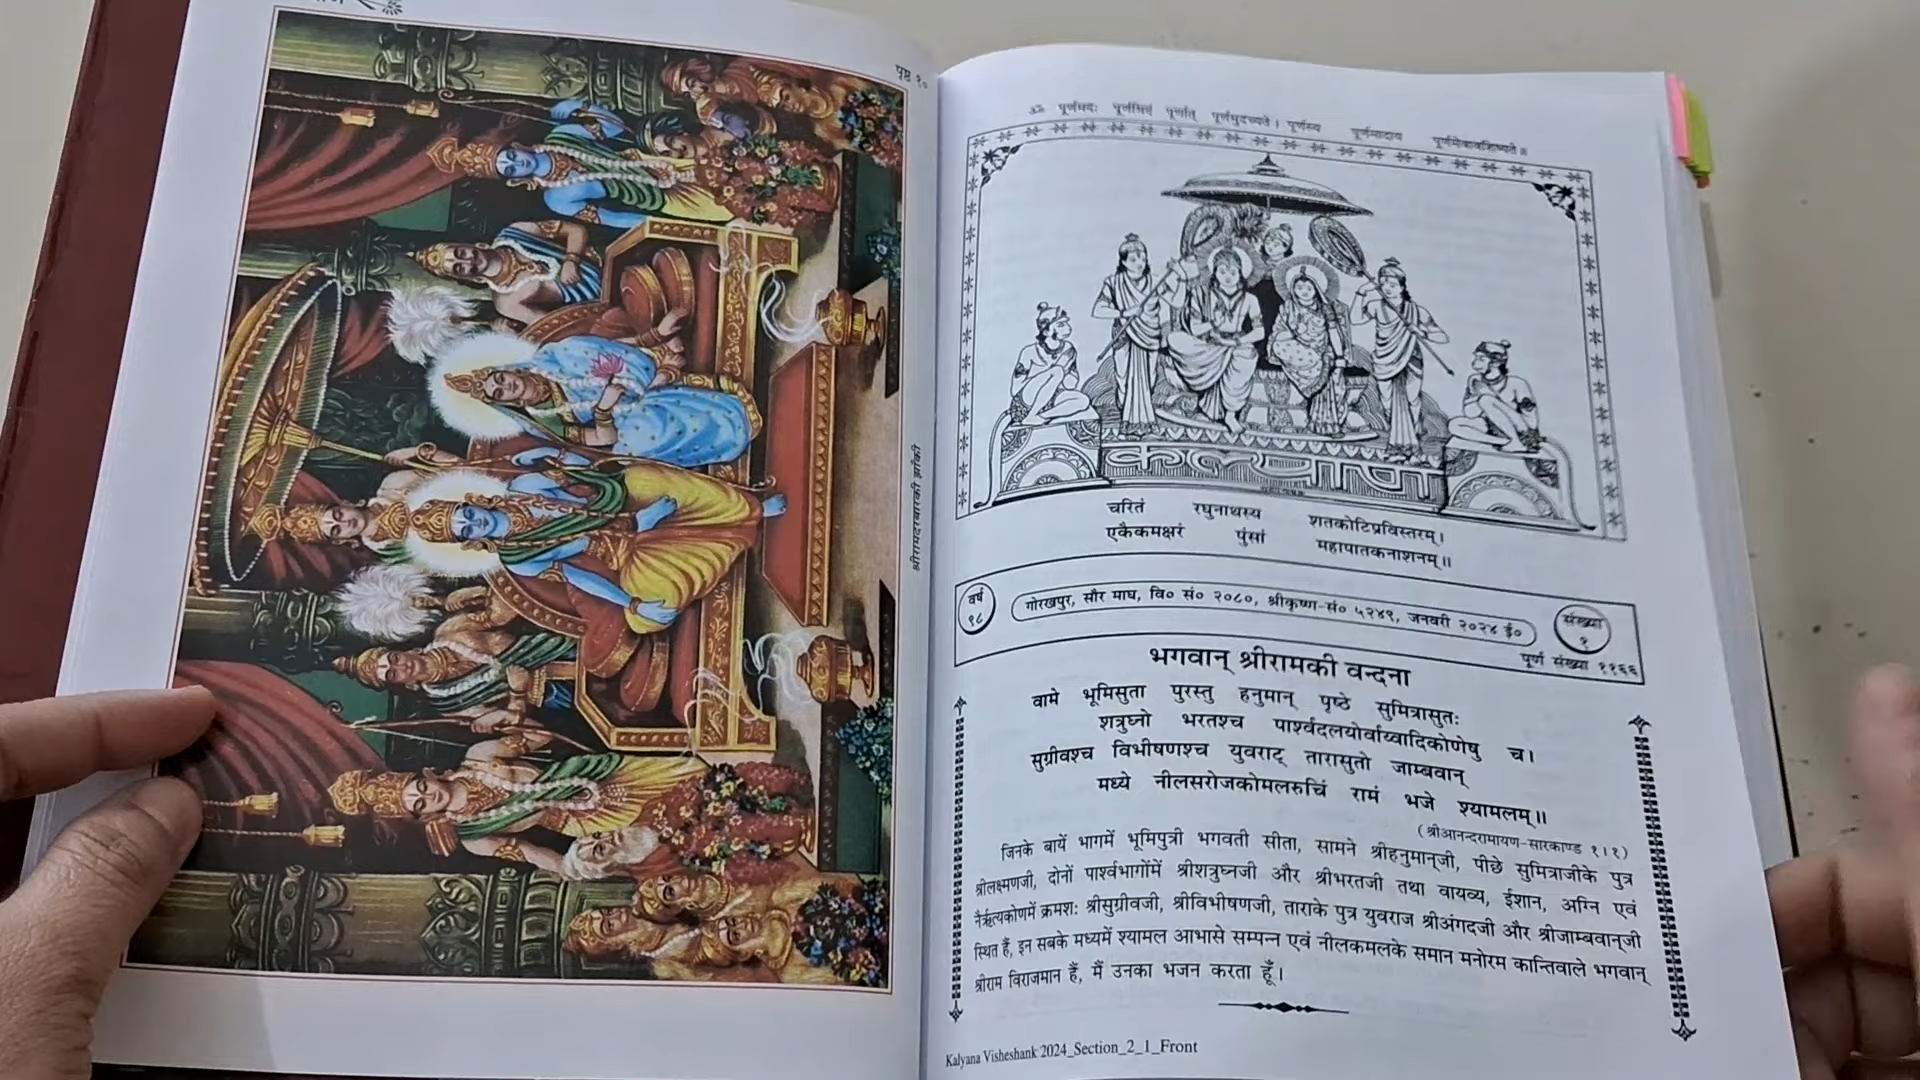 पृष्ठ १०
श्रीरामदरबारकी झाँकी
ॐ पूर्णमदः पूर्णमिदं पूर्णात् पूर्णमुदच्यते। पूर्णस्य पूर्णमादाय पूर्णमेवावशिष्यते॥
कल्याण
चरितं रघुनाथस्य शतकोटिप्रविस्तरम्।
एकैकमक्षरं पुंसां महापातकनाशनम्॥
वर्ष ९८
गोरखपुर, सौर माघ, वि० सं० २०८०, श्रीकृष्ण-सं० ५२४९, जनवरी २०२४ ई०
संख्या १
पूर्ण संख्या ११६६
भगवान् श्रीरामकी वन्दना
वामे भूमिसुता पुरस्तु हनुमान् पृष्ठे सुमित्रासुतः
शत्रुघ्नो भरतश्च पार्श्वदलयोर्वाय्वादिकोणेषु च।
सुग्रीवश्च विभीषणश्च युवराट् तारासुतो जाम्बवान्
मध्ये नीलसरोजकोमलरुचिं रामं भजे श्यामलम्॥
(श्रीआनन्दरामायण-सारकाण्ड १।१)
जिनके बायें भागमें भूमिपुत्री भगवती सीता, सामने श्रीहनुमान्‌जी, पीछे सुमित्राजीके पुत्र
श्रीलक्ष्मणजी, दोनों पार्श्वभागोंमें श्रीशत्रुघ्नजी और श्रीभरतजी तथा वायव्य, ईशान, अग्नि एवं
नैर्ऋत्यकोणमें क्रमशः श्रीसुग्रीवजी, श्रीविभीषणजी, ताराके पुत्र युवराज श्रीअंगदजी और श्रीजाम्बवान्‌जी
स्थित हैं, इन सबके मध्यमें श्यामल आभासे सम्पन्न एवं नीलकमलके समान मनोरम कान्तिवाले भगवान्
श्रीराम विराजमान हैं, मैं उनका भजन करता हूँ।
Kalyana Visheshank 2024_Section_2_1_Front